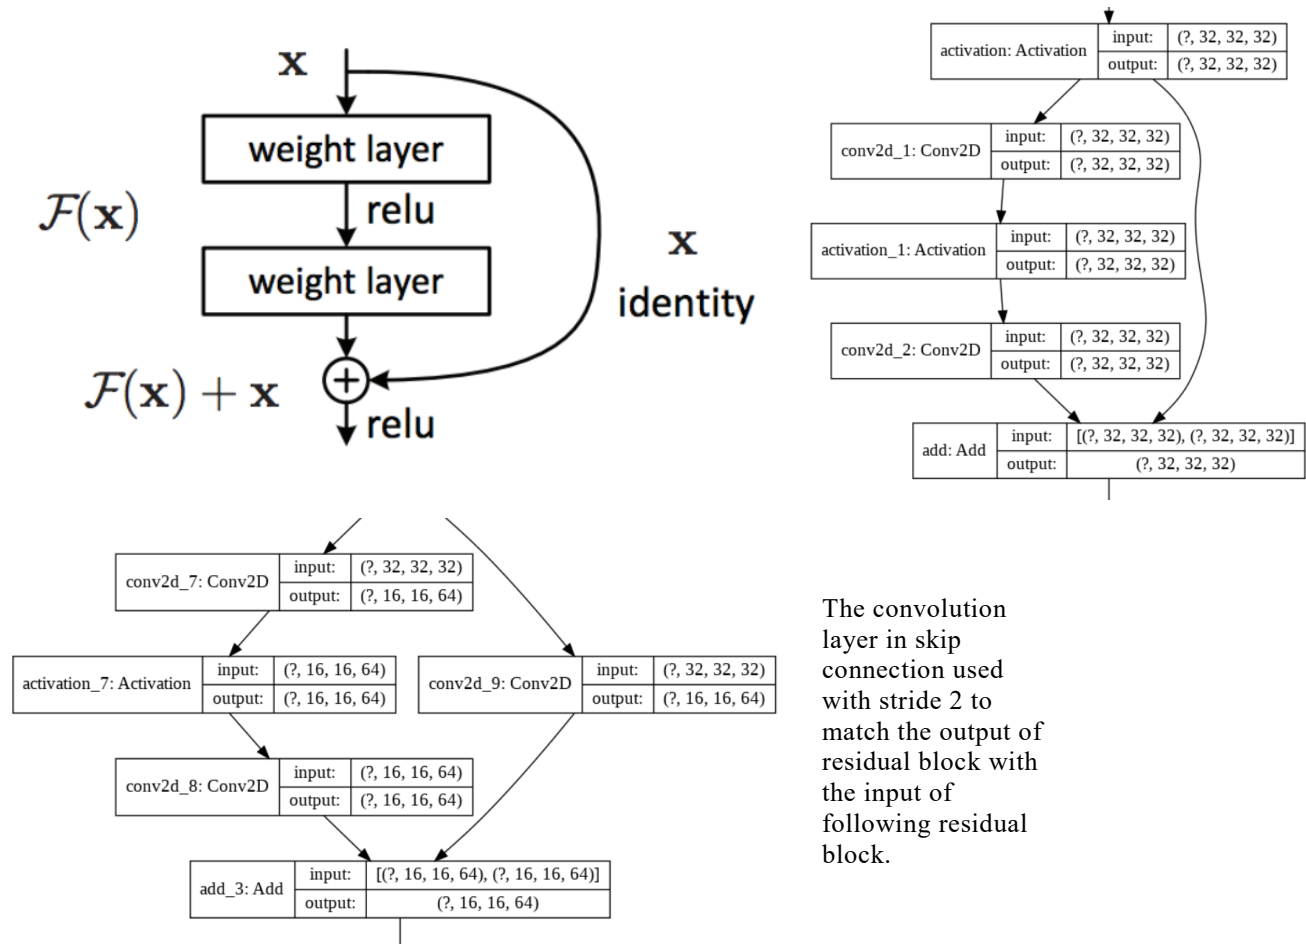 x
weight layer
F(x)
relu
weight layer
x
identity
F(x) + x
relu
activation: Activation
input: (?, 32, 32, 32)
output: (?, 32, 32, 32)
conv2d_1: Conv2D
input: (?, 32, 32, 32)
output: (?, 32, 32, 32)
activation_1: Activation
input: (?, 32, 32, 32)
output: (?, 32, 32, 32)
conv2d_2: Conv2D
input: (?, 32, 32, 32)
output: (?, 32, 32, 32)
add: Add
input: [(?, 32, 32, 32), (?, 32, 32, 32)]
output: (?, 32, 32, 32)
conv2d_7: Conv2D
input: (?, 32, 32, 32)
output: (?, 16, 16, 64)
activation_7: Activation
input: (?, 16, 16, 64)
output: (?, 16, 16, 64)
conv2d_9: Conv2D
input: (?, 32, 32, 32)
output: (?, 16, 16, 64)
conv2d_8: Conv2D
input: (?, 16, 16, 64)
output: (?, 16, 16, 64)
add_3: Add
input: [(?, 16, 16, 64), (?, 16, 16, 64)]
output: (?, 16, 16, 64)
The convolution
layer in skip
connection used
with stride 2 to
match the output of
residual block with
the input of
following residual
block.